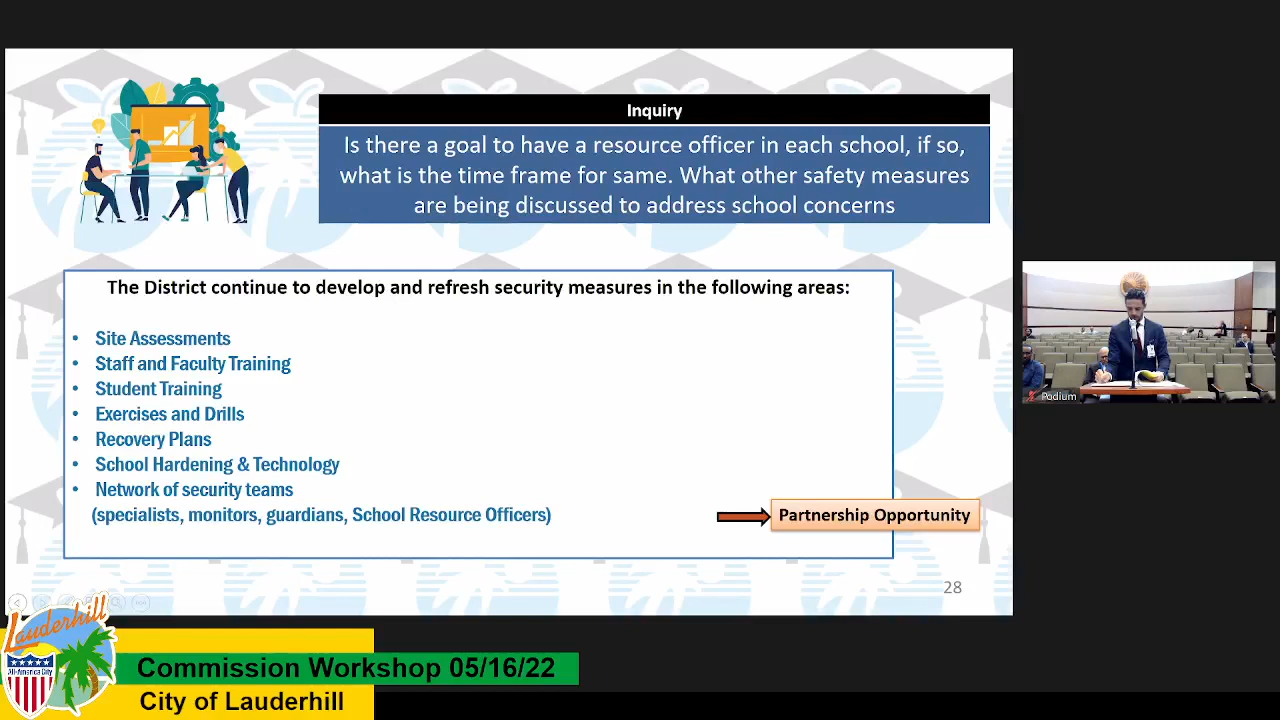 Inquiry
Is there a goal to have a resource officer in each school, if so,
what is the time frame for same. What other safety measures
are being discussed to address school concerns
The District continue to develop and refresh security measures in the following areas:
• Site Assessments
• Staff and Faculty Training
• Student Training
• Exercises and Drills
• Recovery Plans
• School Hardening & Technology
• Network of security teams
(specialists, monitors, guardians, School Resource Officers)
Partnership Opportunity
28
Podium
Lauderhill
All-America City
Commission Workshop 05/16/22
City of Lauderhill